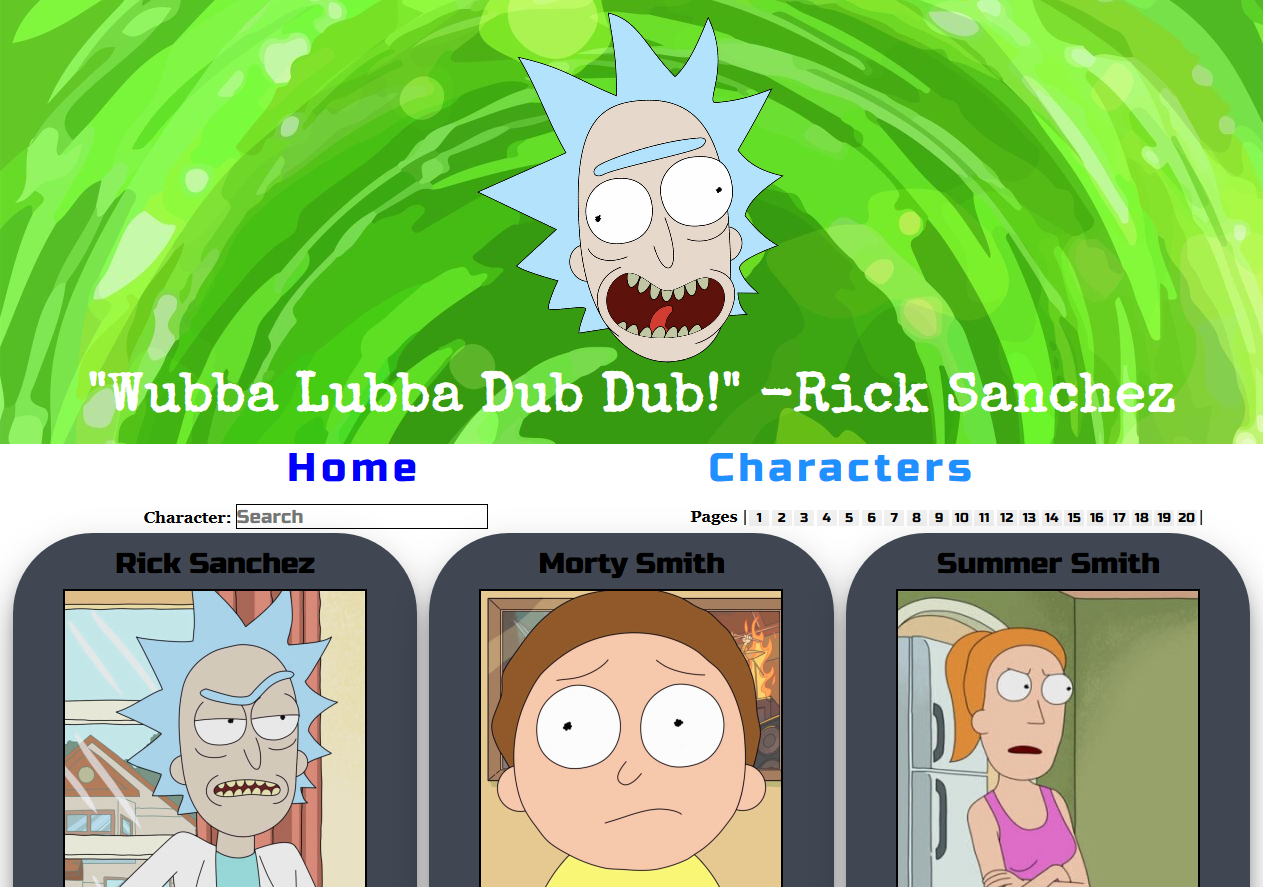 "Wubba Lubba Dub Dub!" -Rick Sanchez
Home Characters
Character: Search Pages | 1 2 3 4 5 6 7 8 9 10 11 12 13 14 15 16 17 18 19 20 |
Rick Sanchez Morty Smith Summer Smith